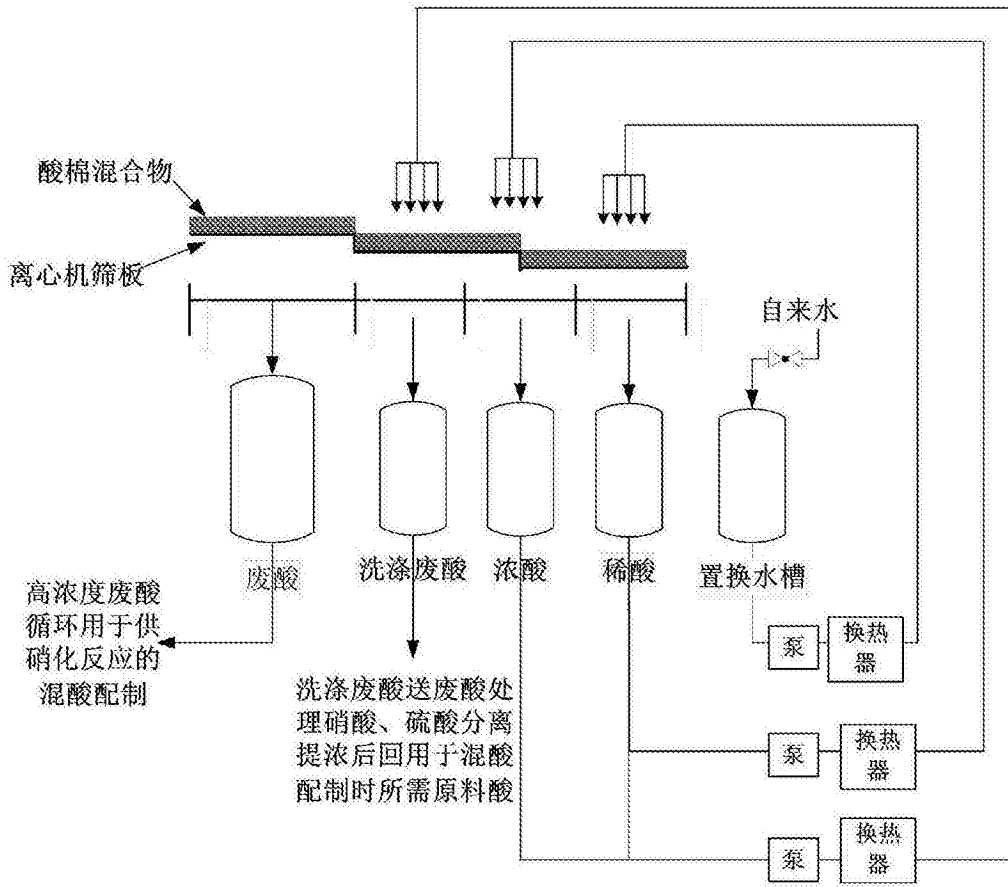 酸棉混合物
离心机筛板
自来水
废酸
洗涤废酸
浓酸
稀酸
置换水槽
高浓度废酸
循环用于供
硝化反应的
混酸配制
洗涤废酸送废酸处
理硝酸、硫酸分离
提浓后回用于混酸
配制时所需原料酸
泵
换热
器
泵
换热
器
泵
换热
器